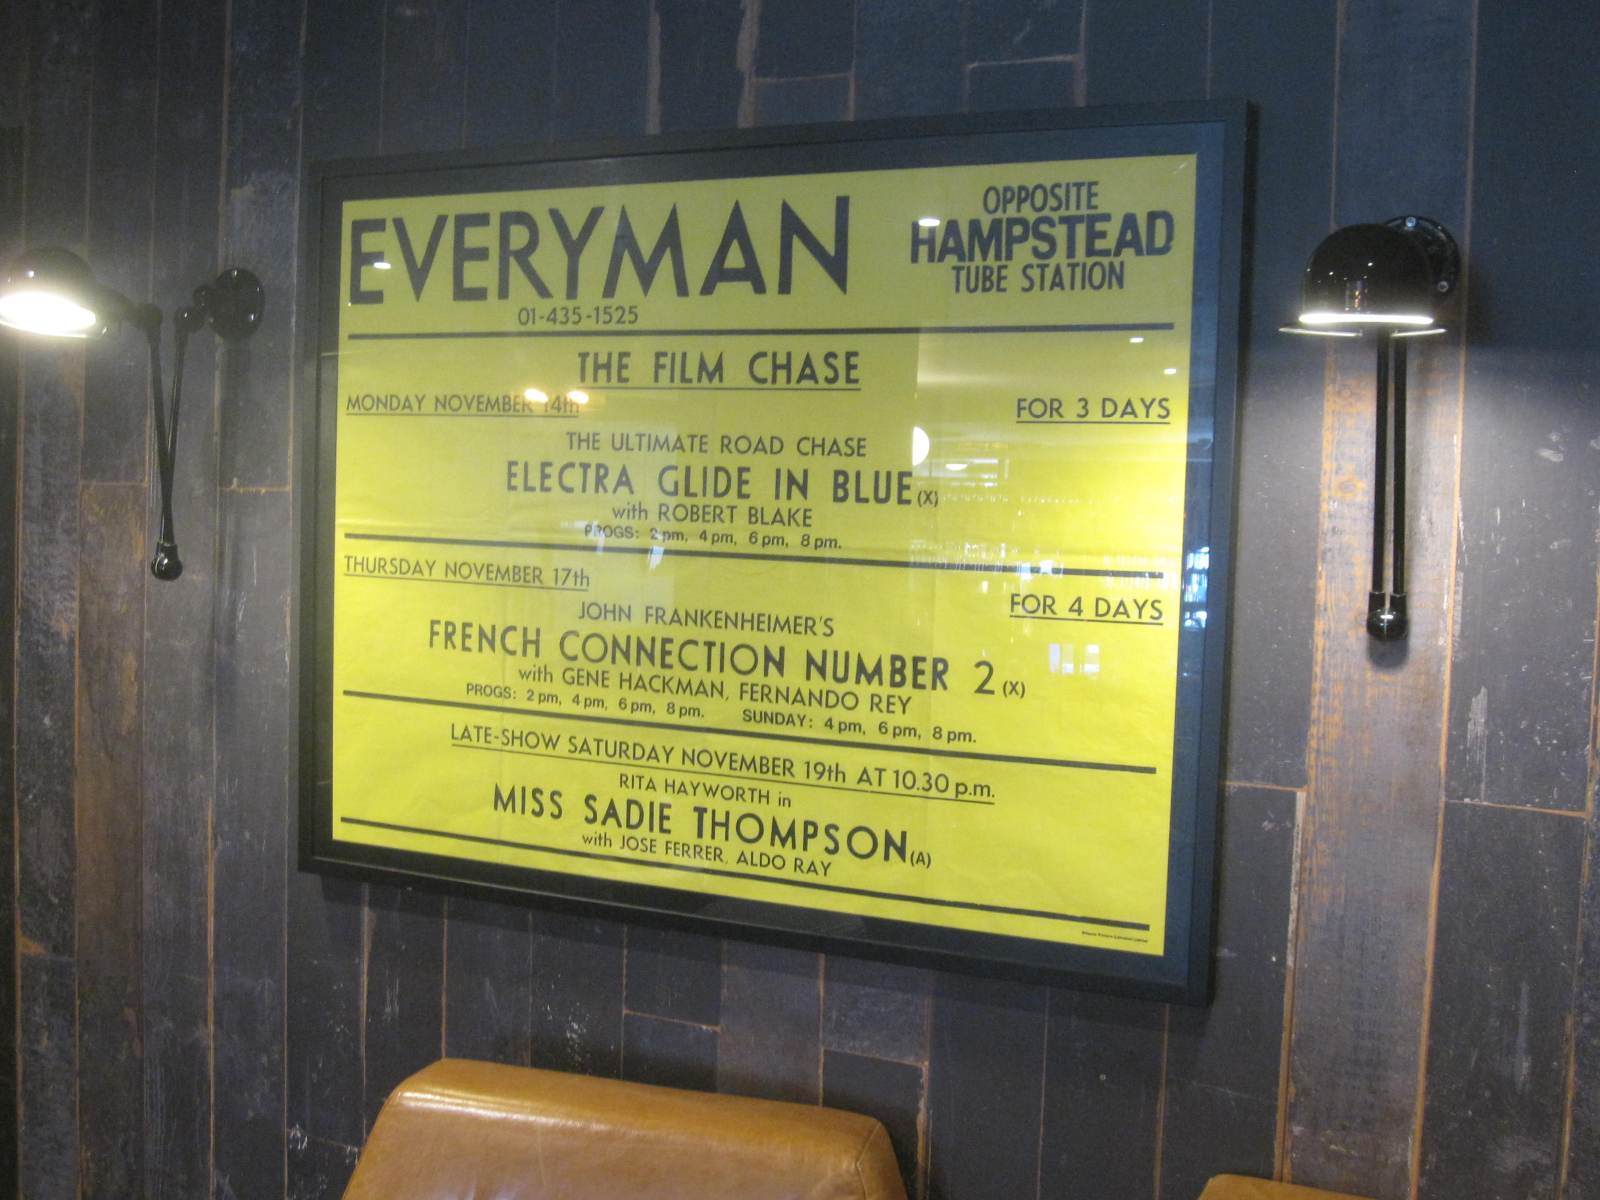 EVERYMAN
01-435-1525
OPPOSITE
HAMPSTEAD
TUBE STATION
THE FILM CHASE
MONDAY NOVEMBER 14th
FOR 3 DAYS
THE ULTIMATE ROAD CHASE
ELECTRA GLIDE IN BLUE (X)
with ROBERT BLAKE
PROGS: 2 pm, 4 pm, 6 pm, 8 pm.
THURSDAY NOVEMBER 17th
FOR 4 DAYS
JOHN FRANKENHEIMER'S
FRENCH CONNECTION NUMBER 2 (X)
with GENE HACKMAN, FERNANDO REY
PROGS: 2 pm, 4 pm, 6 pm, 8 pm. SUNDAY: 4 pm, 6 pm, 8 pm.
LATE-SHOW SATURDAY NOVEMBER 19th AT 10.30 p.m.
RITA HAYWORTH in
MISS SADIE THOMPSON (A)
with JOSE FERRER, ALDO RAY